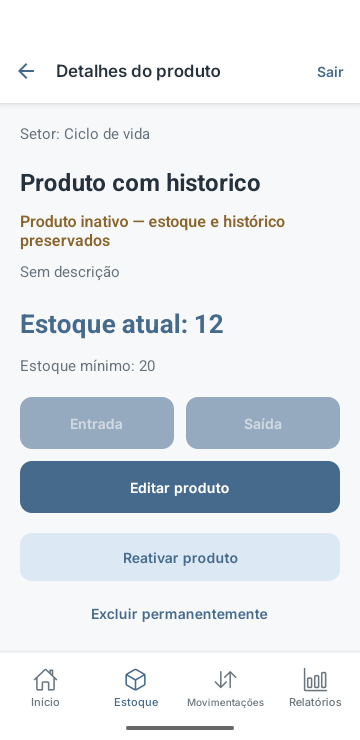 Detalhes do produto
Sair
Setor: Ciclo de vida
Produto com historico
Produto inativo — estoque e histórico
preservados
Sem descrição
Estoque atual: 12
Estoque mínimo: 20
Entrada
Saída
Editar produto
Reativar produto
Excluir permanentemente
Início
Estoque
Movimentações
Relatórios